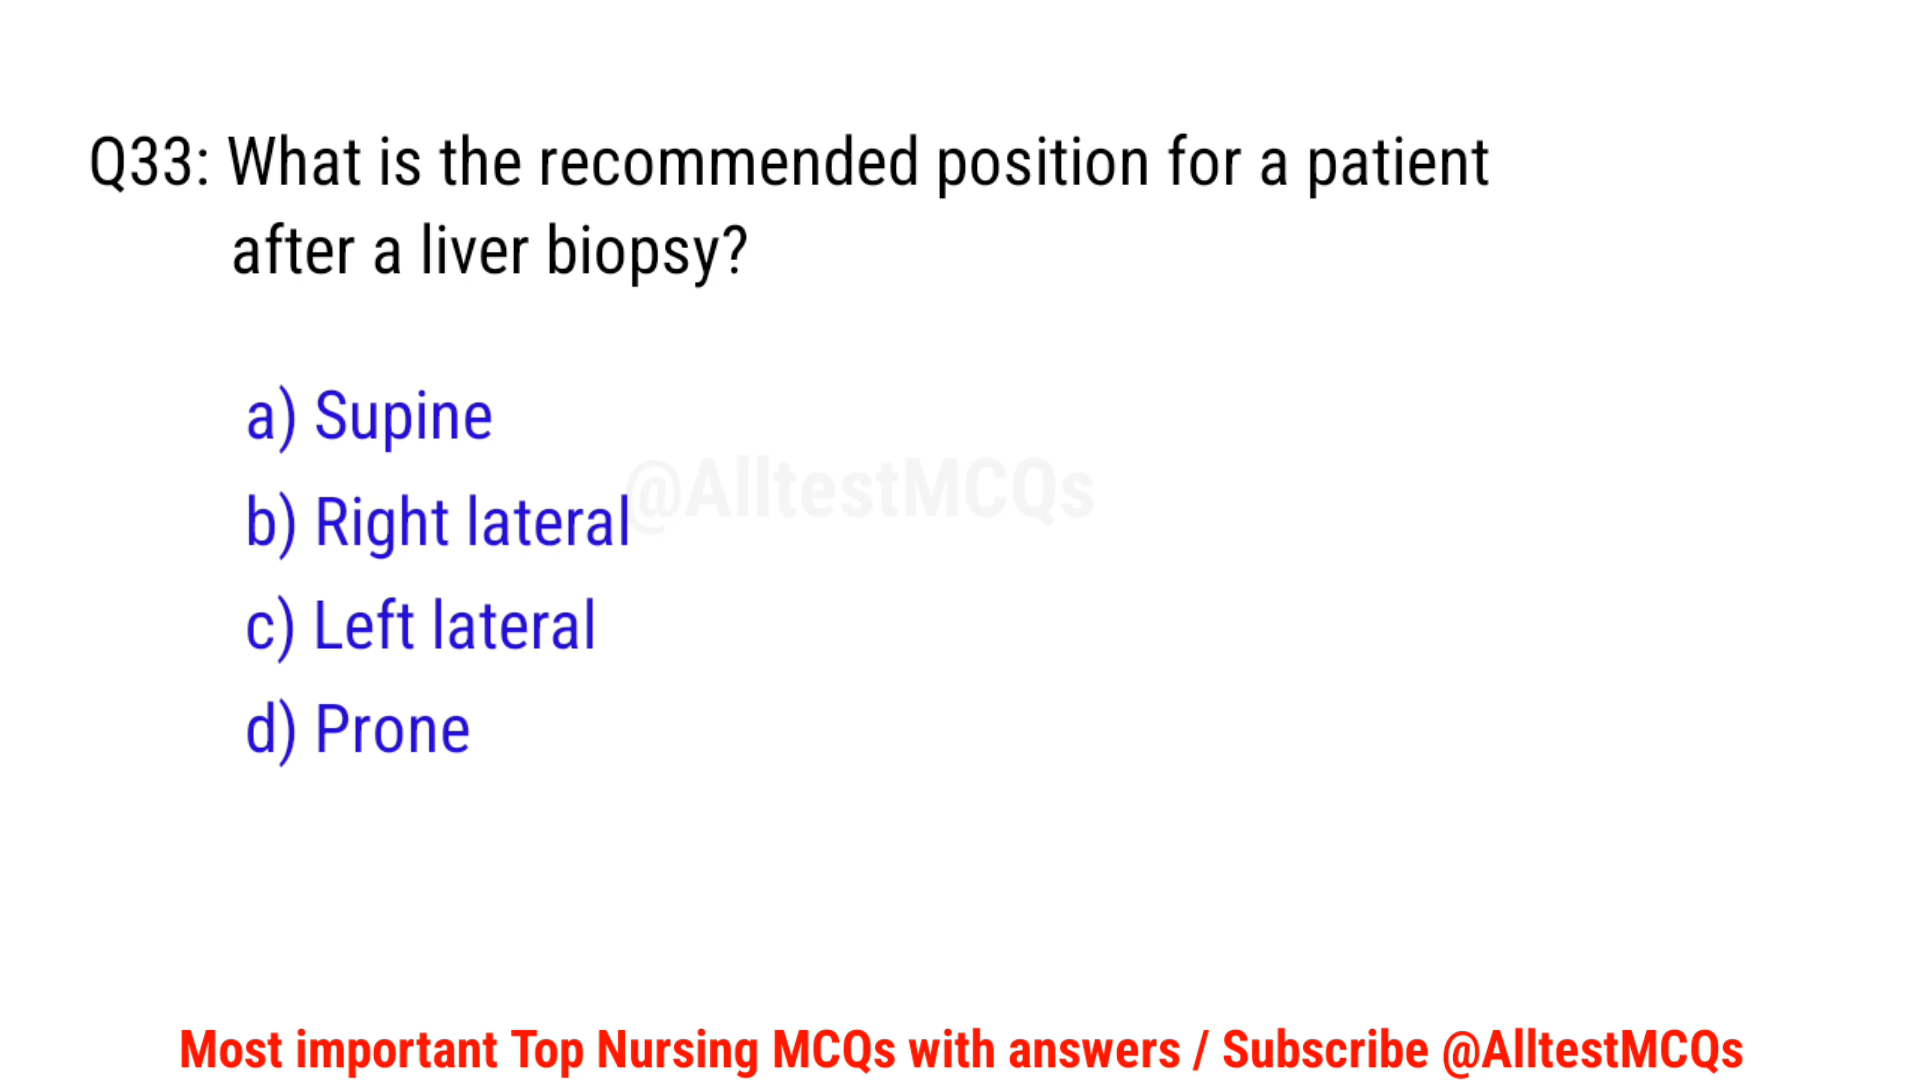 Q33: What is the recommended position for a patient
after a liver biopsy?
a) Supine
@AlltestMCQs
b) Right lateral
c) Left lateral
d) Prone
Most important Top Nursing MCQs with answers / Subscribe @AlltestMCQs